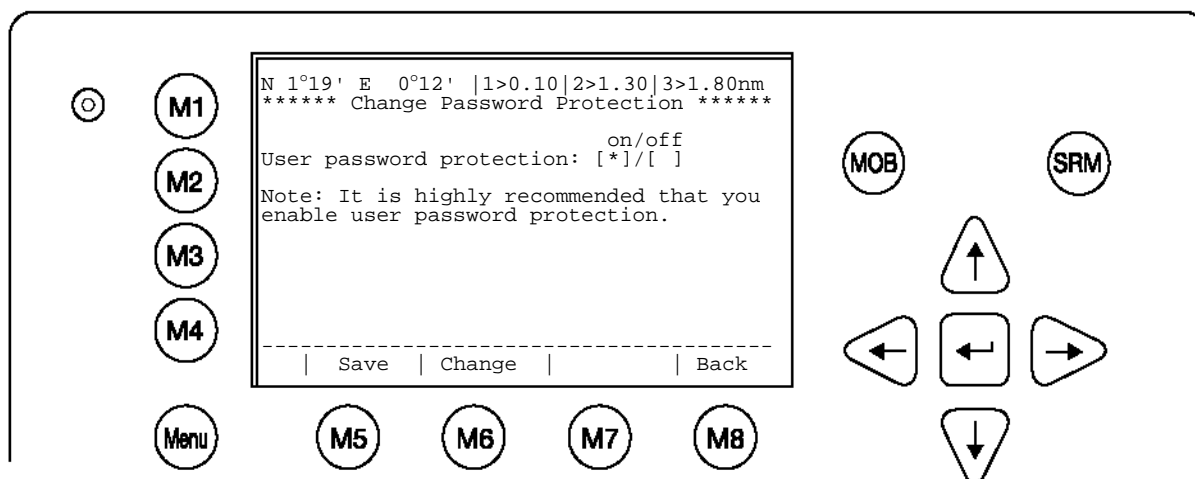 N 1°19' E 0°12' |1>0.10|2>1.30|3>1.80nm
****** Change Password Protection ******
on/off
User password protection: [*]/[ ]
Note: It is highly recommended that you
enable user password protection.
----------------------------------------
| Save | Change | | Back
M1
M2
M3
M4
Menu
M5
M6
M7
M8
MOB
SRM